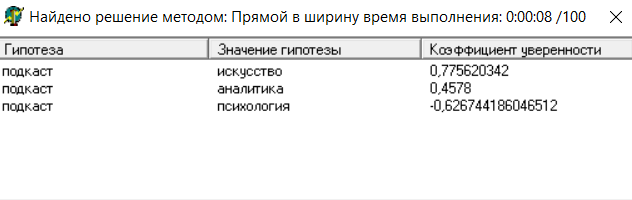 Найдено решение методом: Прямой в ширину время выполнения: 0:00:08 /100
Гипотеза Значение гипотезы Коэффициент уверенности
подкаст искусство 0,775620342
подкаст аналитика 0,4578
подкаст психология -0,626744186046512